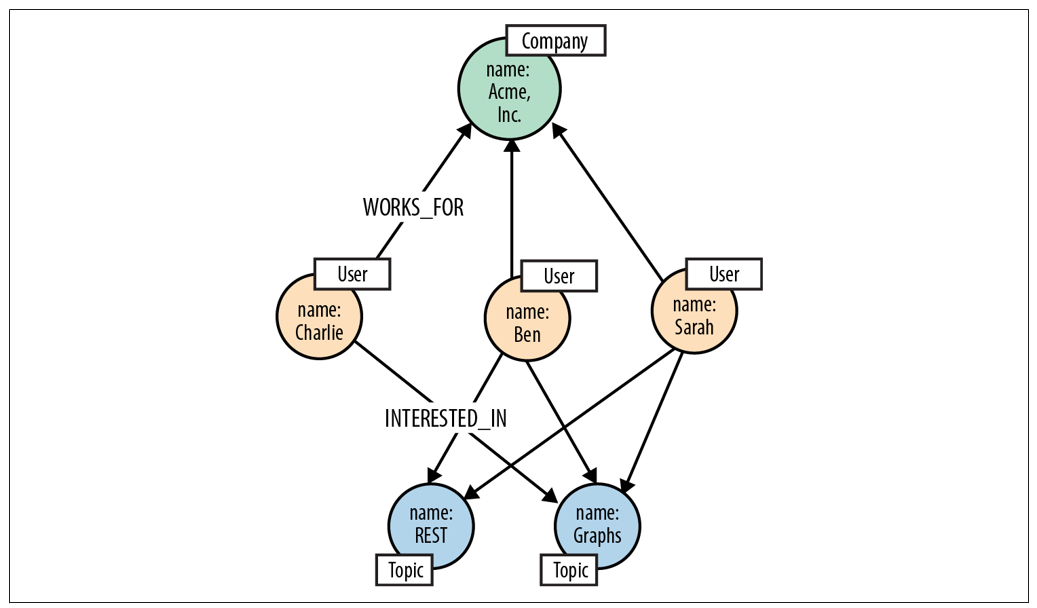 Company
name:
Acme,
Inc.
WORKS_FOR
User
name:
Charlie
User
name:
Ben
User
name:
Sarah
INTERESTED_IN
name:
REST
Topic
name:
Graphs
Topic